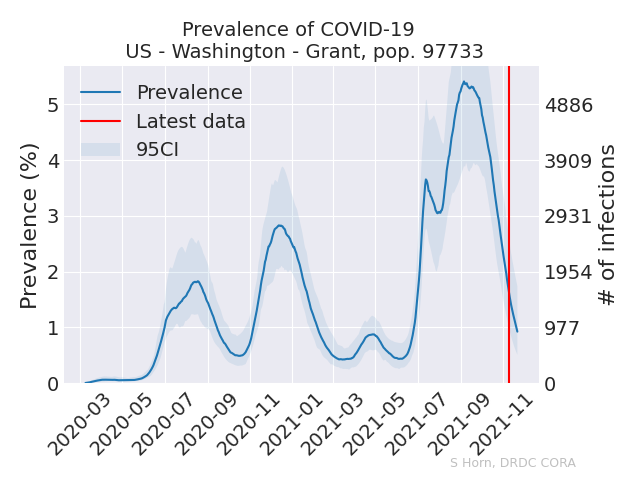 Prevalence of COVID-19
US - Washington - Grant, pop. 97733
Prevalence
Latest data
95CI
Prevalence (%)
5
4
3
2
1
0
4886
3909
2931
1954
977
0
# of infections
2020-03
2020-05
2020-07
2020-09
2020-11
2021-01
2021-03
2021-05
2021-07
2021-09
2021-11
S Horn, DRDC CORA